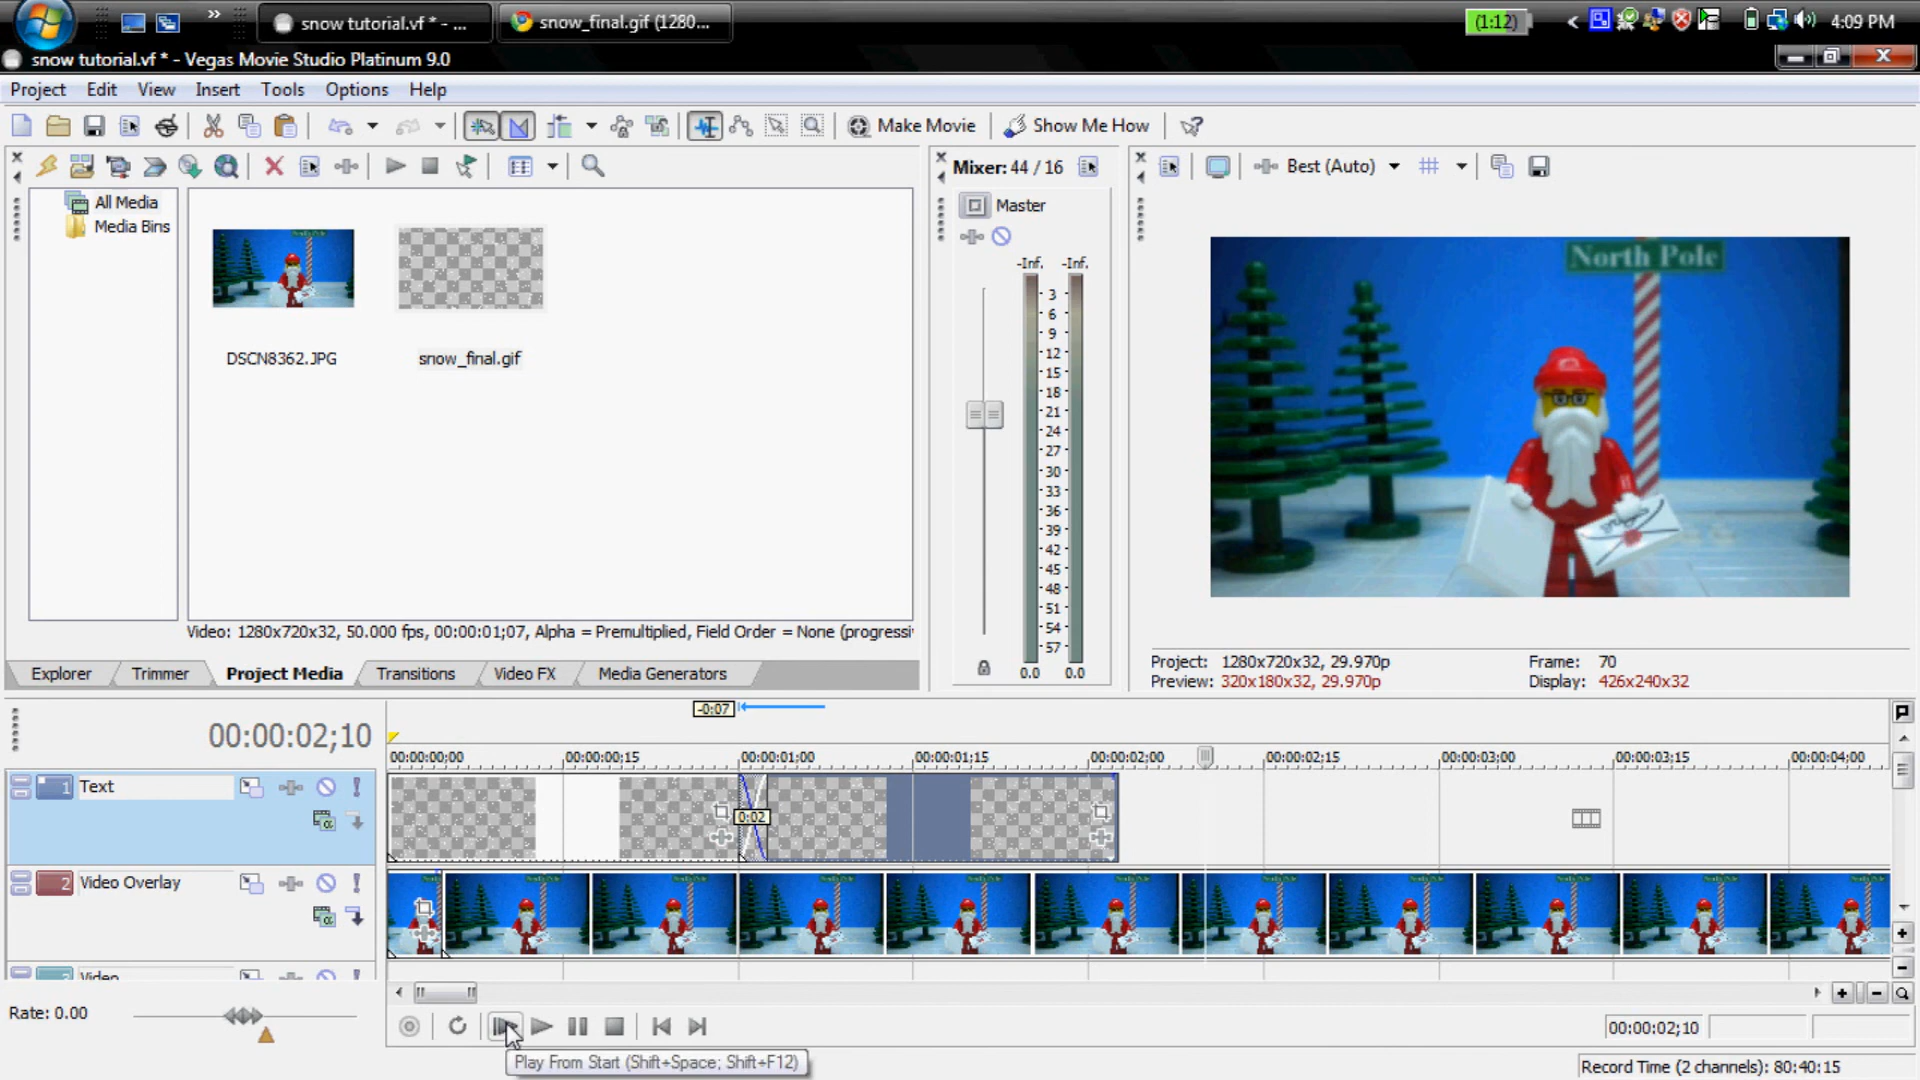 »
snow tutorial.vf * - ...
snow_final.gif (1280...
(1:12)
4:09 PM
snow tutorial.vf * - Vegas Movie Studio Platinum 9.0
Project Edit View Insert Tools Options Help
Make Movie
Show Me How
All Media
Media Bins
DSCN8362.JPG
snow_final.gif
Video: 1280x720x32, 50.000 fps, 00:00:01;07, Alpha = Premultiplied, Field Order = None (progressi
Explorer Trimmer Project Media Transitions Video FX Media Generators
Mixer: 44 / 16
Master
-Inf. -Inf.
3
6
9
12
15
18
21
24
27
30
33
36
39
42
45
48
51
54
57
0.0 0.0
Best (Auto)
North Pole
Project: 1280x720x32, 29.970p
Frame: 70
Preview: 320x180x32, 29.970p
Display: 426x240x32
00:00:02;10
-0:07
00:00:00;00 00:00:00;15 00:00:01;00 00:00:01;15 00:00:02;00 00:00:02;15 00:00:03;00 00:00:03;15 00:00:04;00
1 Text
0:02
2 Video Overlay
Video
Rate: 0.00
00:00:02;10
Play From Start (Shift+Space; Shift+F12)
Record Time (2 channels): 80:40:15